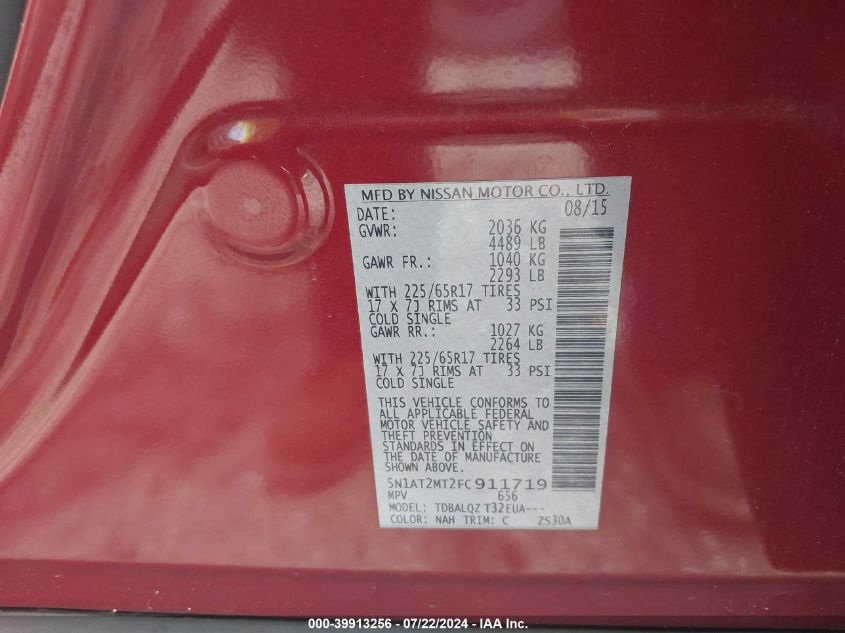 MFD BY NISSAN MOTOR CO., LTD.
DATE: 08/15
GVWR: 2036 KG
4489 LB
GAWR FR.: 1040 KG
2293 LB
WITH 225/65R17 TIRES
17 X 7J RIMS AT 33 PSI
COLD SINGLE
GAWR RR.: 1027 KG
2264 LB
WITH 225/65R17 TIRES
17 X 7J RIMS AT 33 PSI
COLD SINGLE
THIS VEHICLE CONFORMS TO
ALL APPLICABLE FEDERAL
MOTOR VEHICLE SAFETY AND
THEFT PREVENTION
STANDARDS IN EFFECT ON
THE DATE OF MANUFACTURE
SHOWN ABOVE.
5N1AT2MT2FC911719
MPV 656
MODEL: TDBALQZ T32EUA---
COLOR: NAH TRIM: C ZS30A
000-39913256 - 07/22/2024 - IAA Inc.